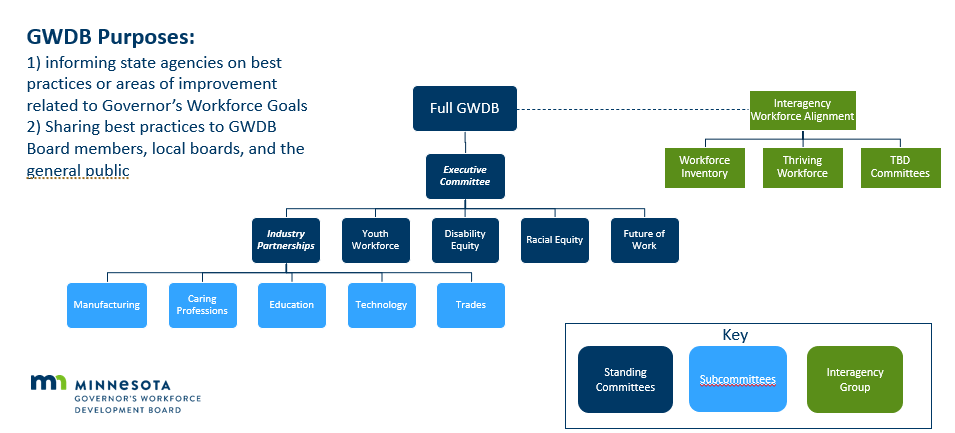 GWDB Purposes:
1) informing state agencies on best
practices or areas of improvement
related to Governor's Workforce Goals
2) Sharing best practices to GWDB
Board members, local boards, and the
general public
Full GWDB
Interagency
Workforce Alignment
Executive
Committee
Workforce
Inventory
Thriving
Workforce
TBD
Committees
Industry
Partnerships
Youth
Workforce
Disability
Equity
Racial Equity
Future of
Work
Manufacturing
Caring
Professions
Education
Technology
Trades
Key
Standing
Committees
Subcommittees
Interagency
Group
mn MINNESOTA
GOVERNOR'S WORKFORCE
DEVELOPMENT BOARD